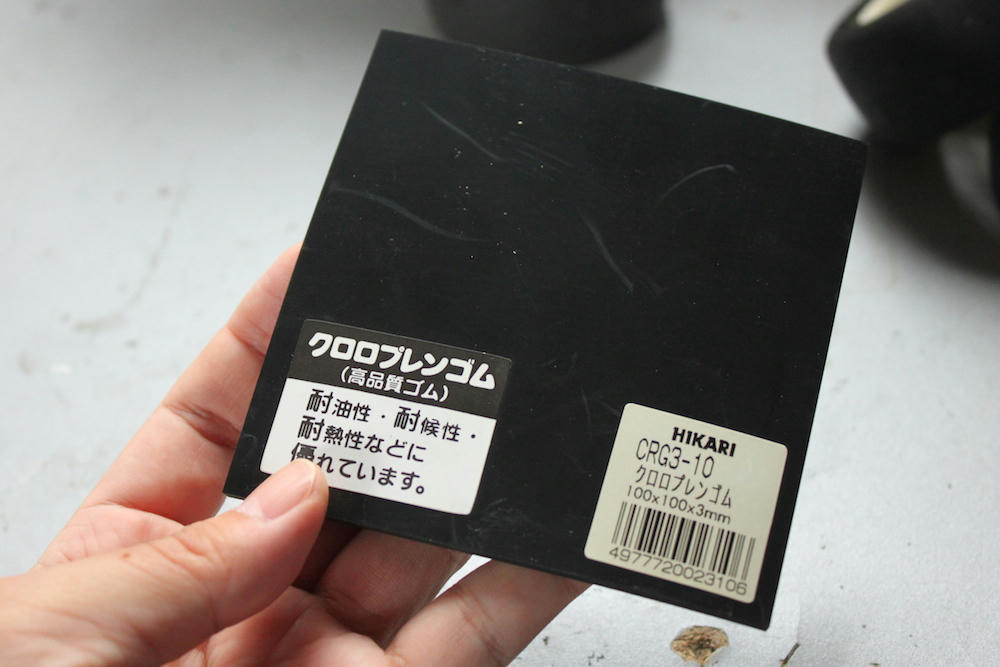 クロロプレンゴム
(高品質ゴム)
耐油性・耐候性・
耐熱性などに
優れています。
HIKARI
CRG3-10
クロロプレンゴム
100x100x3mm
4977720023106